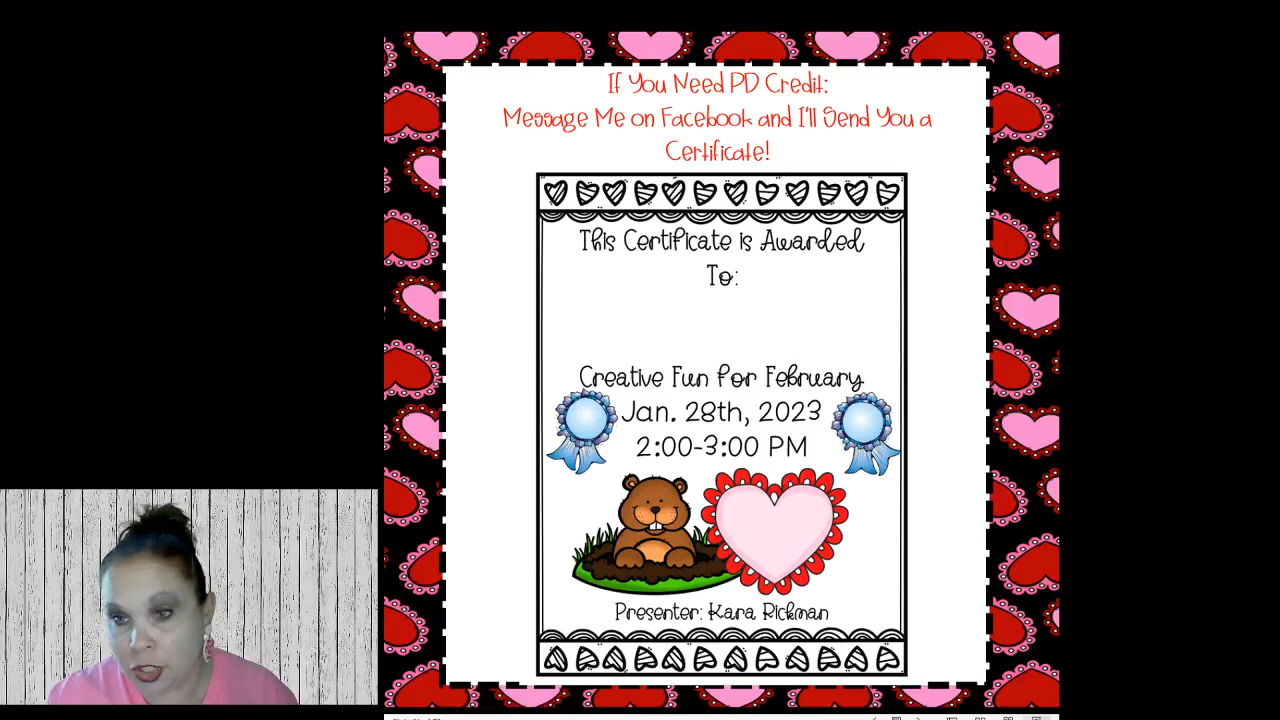 If You Need PD Credit:
Message Me on Facebook and I'll Send You a
Certificate!
This Certificate is Awarded
To:
Creative Fun for February
Jan. 28th, 2023
2:00-3:00 PM
Presenter: Kara Rickman